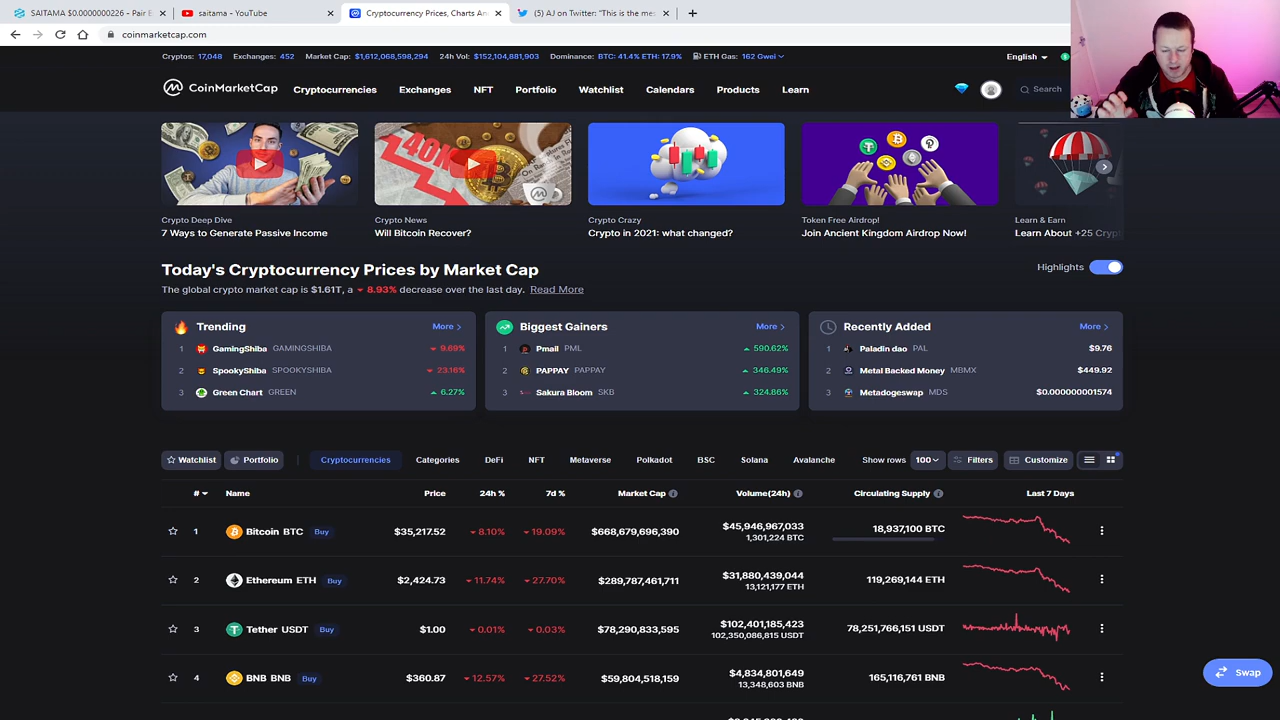 SAITAMA $0.0000000226 - Pair E
saitama - YouTube
Cryptocurrency Prices, Charts An
(5) AJ on Twitter: "This is the me
coinmarketcap.com
Cryptos: 17,048 Exchanges: 452 Market Cap: $1,612,068,598,294 24h Vol: $152,104,881,903 Dominance: BTC: 41.4% ETH: 17.9% ETH Gas: 162 Gwei English
CoinMarketCap Cryptocurrencies Exchanges NFT Portfolio Watchlist Calendars Products Learn Search
40K
Crypto Deep Dive
7 Ways to Generate Passive Income
Crypto News
Will Bitcoin Recover?
Crypto Crazy
Crypto in 2021: what changed?
Token Free Airdrop!
Join Ancient Kingdom Airdrop Now!
Learn & Earn
Learn About +25 Cryp
Today's Cryptocurrency Prices by Market Cap
Highlights
The global crypto market cap is $1.61T, a 8.93% decrease over the last day. Read More
Trending More
1 GamingShiba GAMINGSHIBA 9.69%
2 SpookyShiba SPOOKYSHIBA 23.16%
3 Green Chart GREEN 6.27%
Biggest Gainers More
1 Pmail PML 590.62%
2 PAPPAY PAPPAY 346.49%
3 Sakura Bloom SKB 324.86%
Recently Added More
1 Paladin dao PAL $9.76
2 Metal Backed Money MBMX $449.92
3 Metadogeswap MDS $0.000000001574
Watchlist Portfolio Cryptocurrencies Categories DeFi NFT Metaverse Polkadot BSC Solana Avalanche Show rows 100 Filters Customize
# Name Price 24h % 7d % Market Cap Volume(24h) Circulating Supply Last 7 Days
1 Bitcoin BTC Buy $35,217.52 8.10% 19.09% $668,679,696,390 $45,946,967,033 18,937,100 BTC
1,301,224 BTC
2 Ethereum ETH Buy $2,424.73 11.74% 27.70% $289,787,461,711 $31,880,439,044 119,269,144 ETH
13,121,177 ETH
3 Tether USDT Buy $1.00 0.01% 0.03% $78,290,833,595 $102,401,185,423 78,251,766,151 USDT
102,350,086,815 USDT
4 BNB BNB Buy $360.87 12.57% 27.52% $59,804,518,159 $4,834,801,649 165,116,761 BNB
13,348,603 BNB
Swap